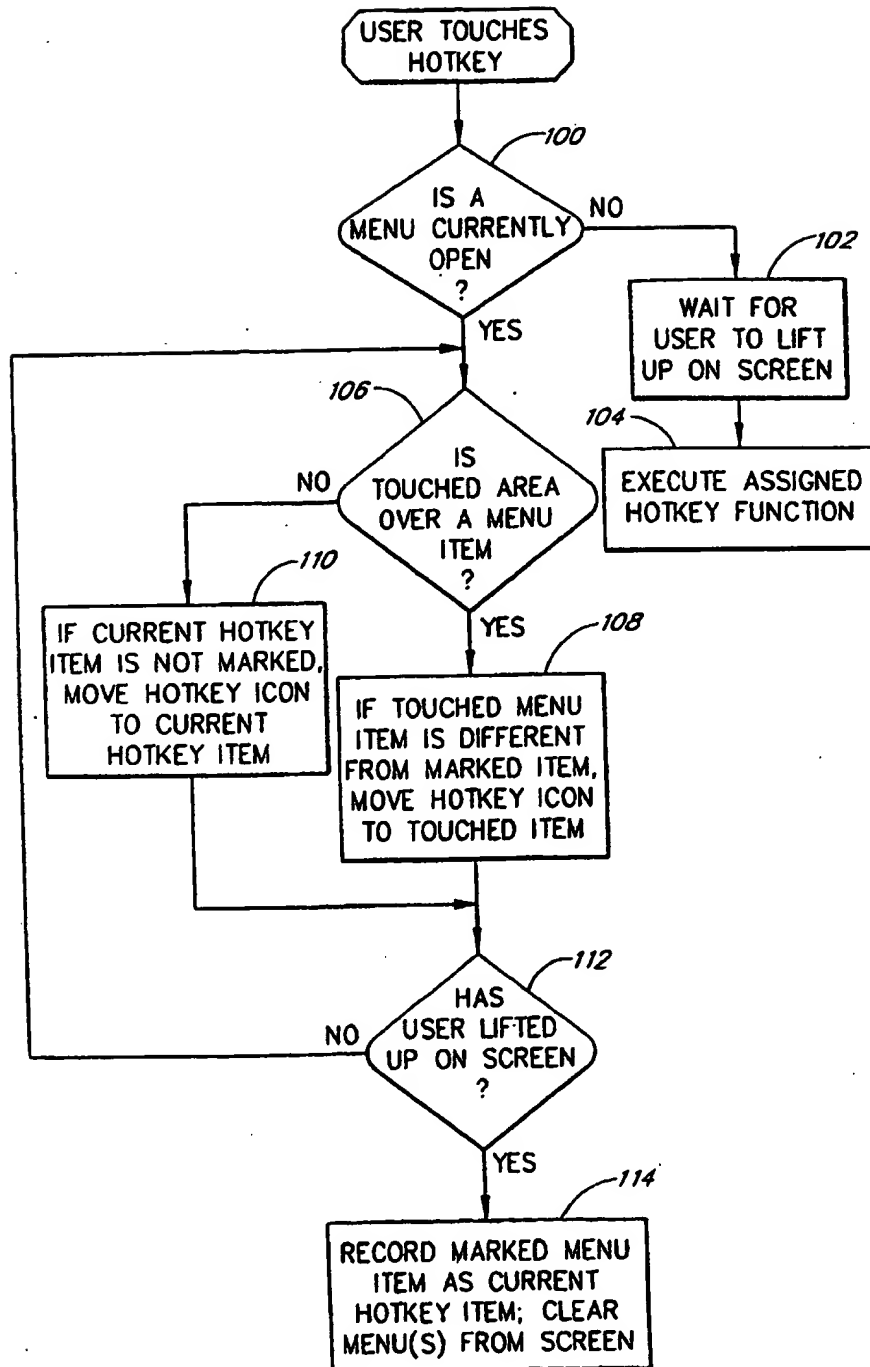 USER TOUCHES
HOTKEY
100
IS A
MENU CURRENTLY
OPEN
?
NO
YES
102
WAIT FOR
USER TO LIFT
UP ON SCREEN
104
EXECUTE ASSIGNED
HOTKEY FUNCTION
106
IS
TOUCHED AREA
OVER A MENU
ITEM
?
NO
YES
110
IF CURRENT HOTKEY
ITEM IS NOT MARKED,
MOVE HOTKEY ICON
TO CURRENT
HOTKEY ITEM
108
IF TOUCHED MENU
ITEM IS DIFFERENT
FROM MARKED ITEM,
MOVE HOTKEY ICON
TO TOUCHED ITEM
112
HAS
USER LIFTED
UP ON SCREEN
?
NO
YES
114
RECORD MARKED MENU
ITEM AS CURRENT
HOTKEY ITEM; CLEAR
MENU(S) FROM SCREEN